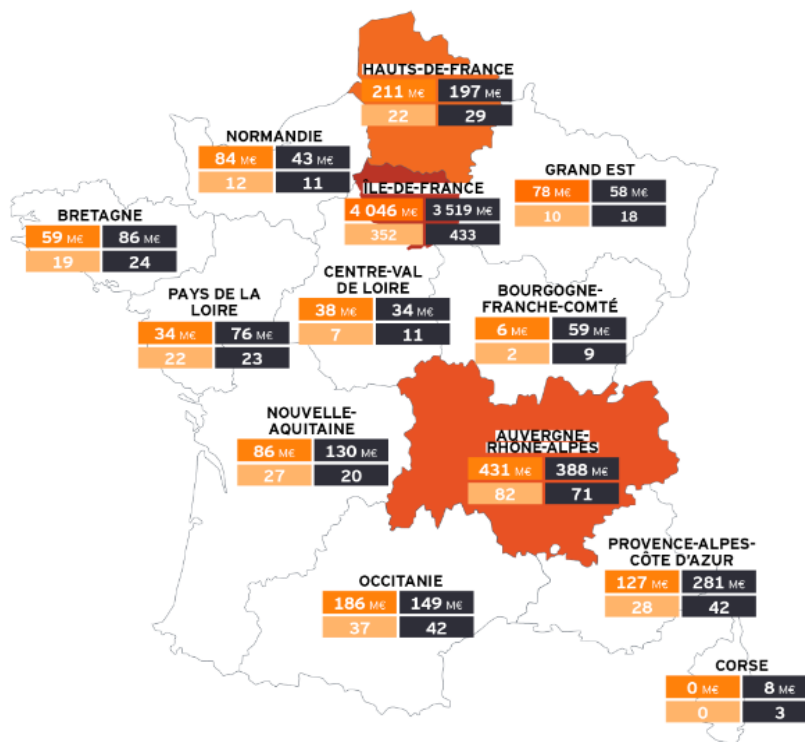 HAUTS-DE-FRANCE
211 M€ 197 M€
22 29
NORMANDIE
84 M€ 43 M€
12 11
GRAND EST
78 M€ 58 M€
10 18
ÎLE-DE-FRANCE
4 046 M€ 3 519 M€
352 433
BRETAGNE
59 M€ 86 M€
19 24
CENTRE-VAL
DE LOIRE
38 M€ 34 M€
7 11
PAYS DE LA
LOIRE
34 M€ 76 M€
22 23
BOURGOGNE-
FRANCHE-COMTÉ
6 M€ 59 M€
2 9
NOUVELLE-
AQUITAINE
86 M€ 130 M€
27 20
AUVERGNE-
RHÔNE-ALPES
431 M€ 388 M€
82 71
PROVENCE-ALPES-
CÔTE D'AZUR
127 M€ 281 M€
28 42
OCCITANIE
186 M€ 149 M€
37 42
CORSE
0 M€ 8 M€
0 3